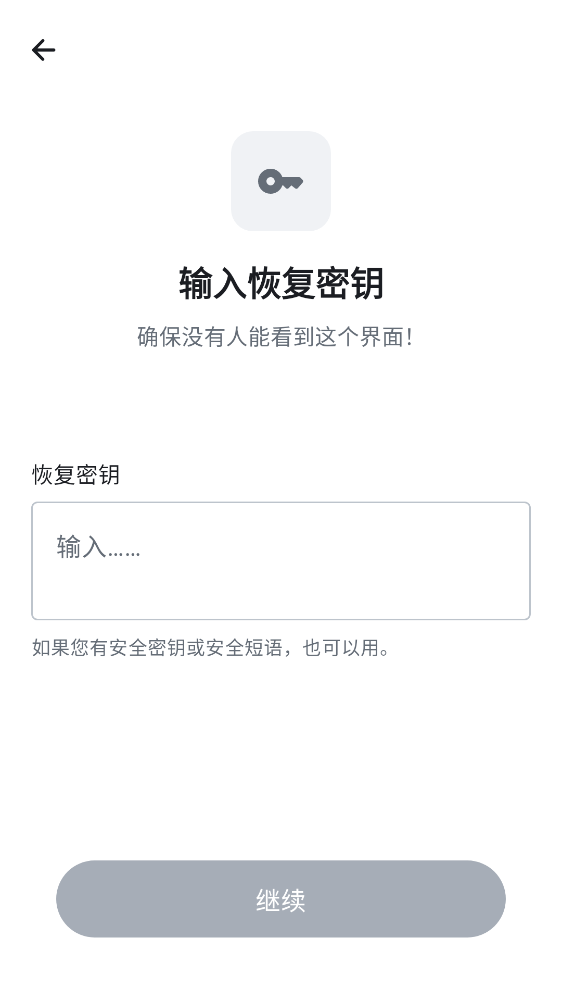 输入恢复密钥
确保没有人能看到这个界面！
恢复密钥
输入……
如果您有安全密钥或安全短语，也可以用。
继续